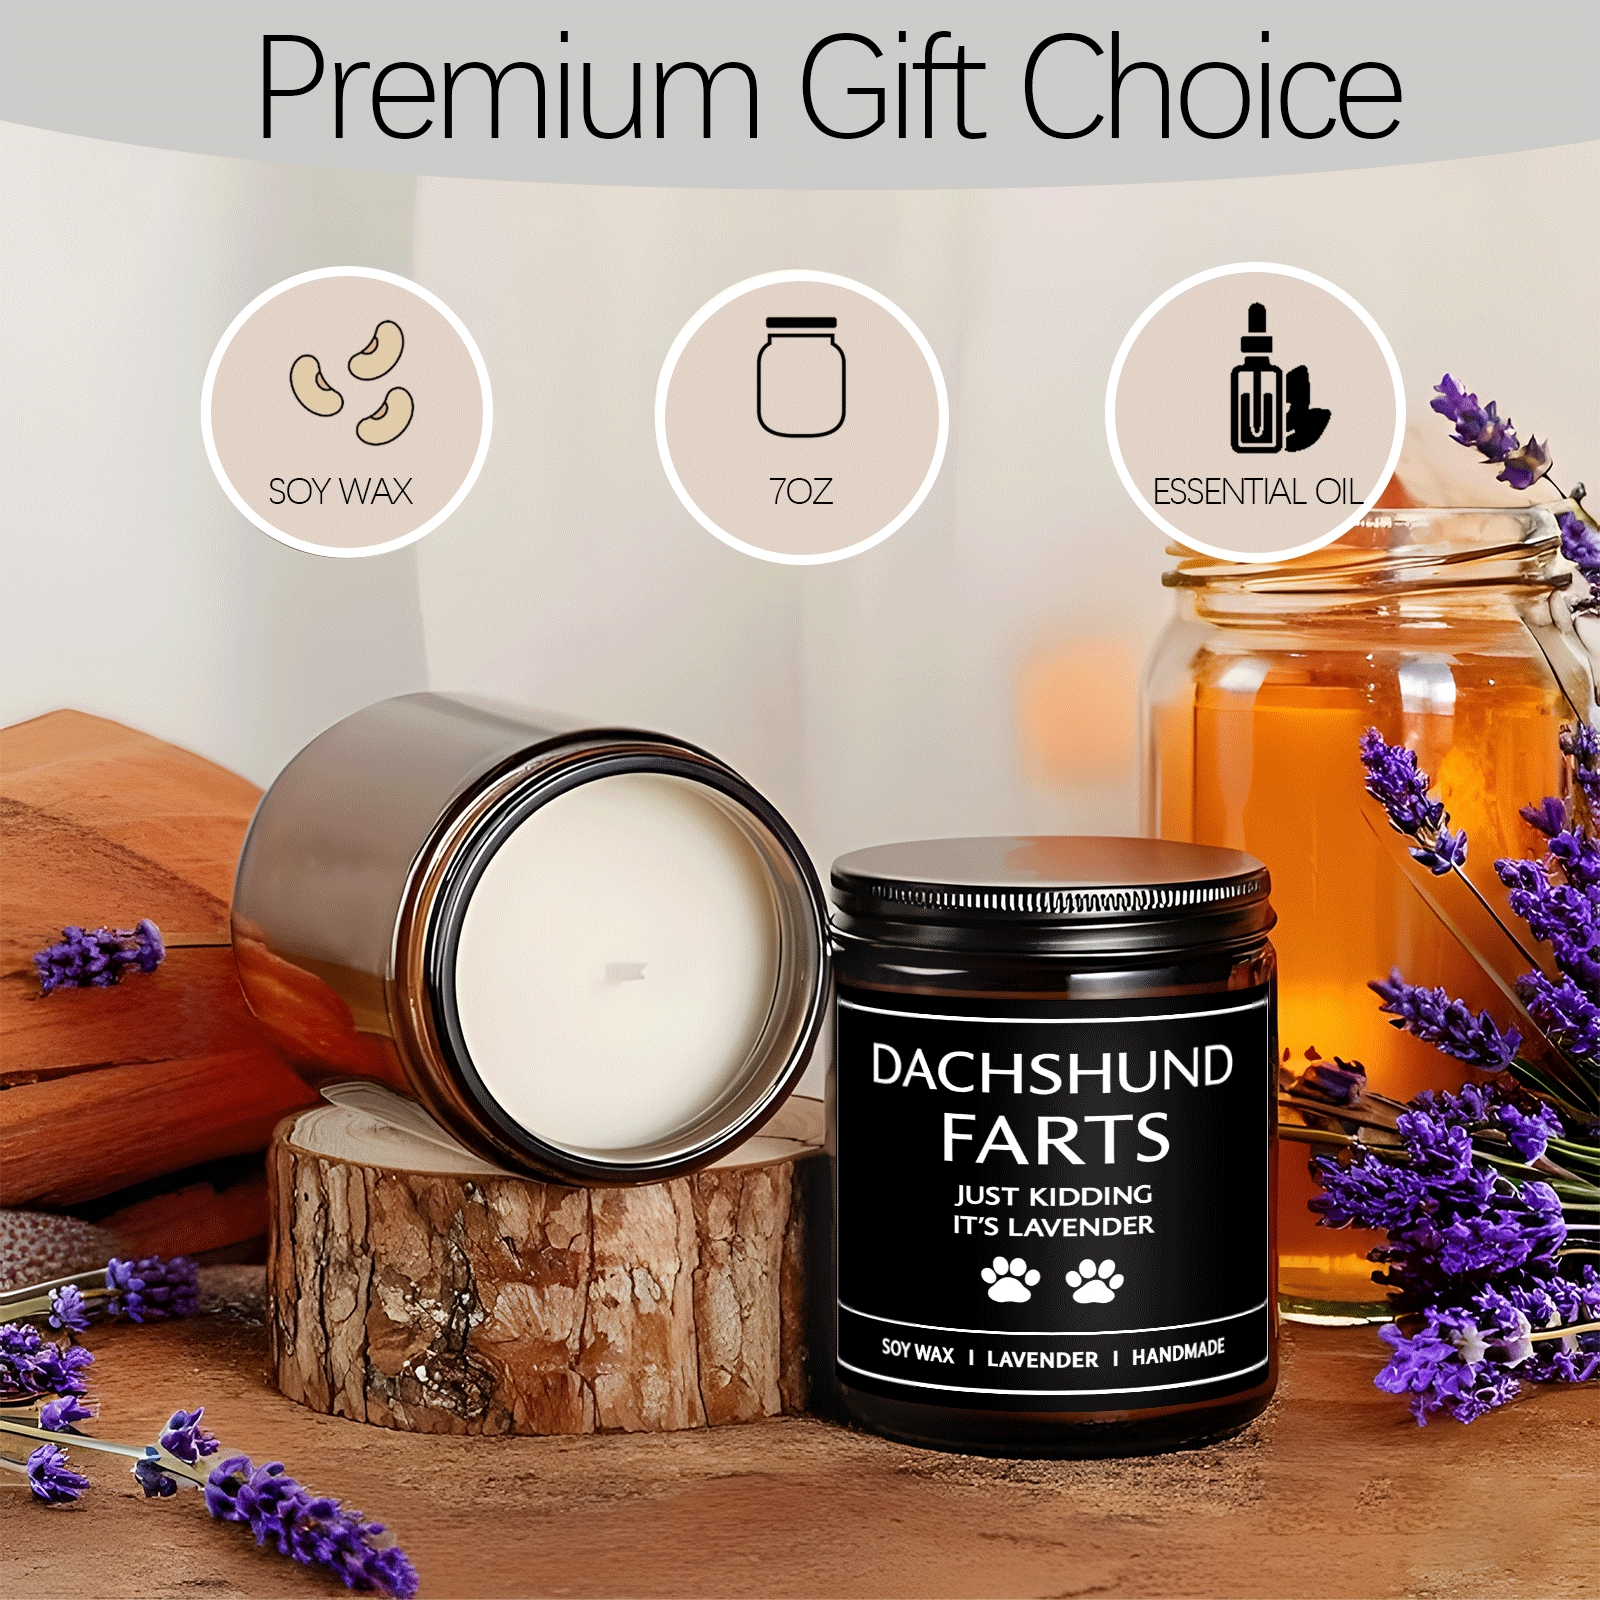 Premium Gift Choice
SOY WAX
7OZ
ESSENTIAL OIL
DACHSHUND
FARTS
JUST KIDDING
IT'S LAVENDER
SOY WAX | LAVENDER | HANDMADE